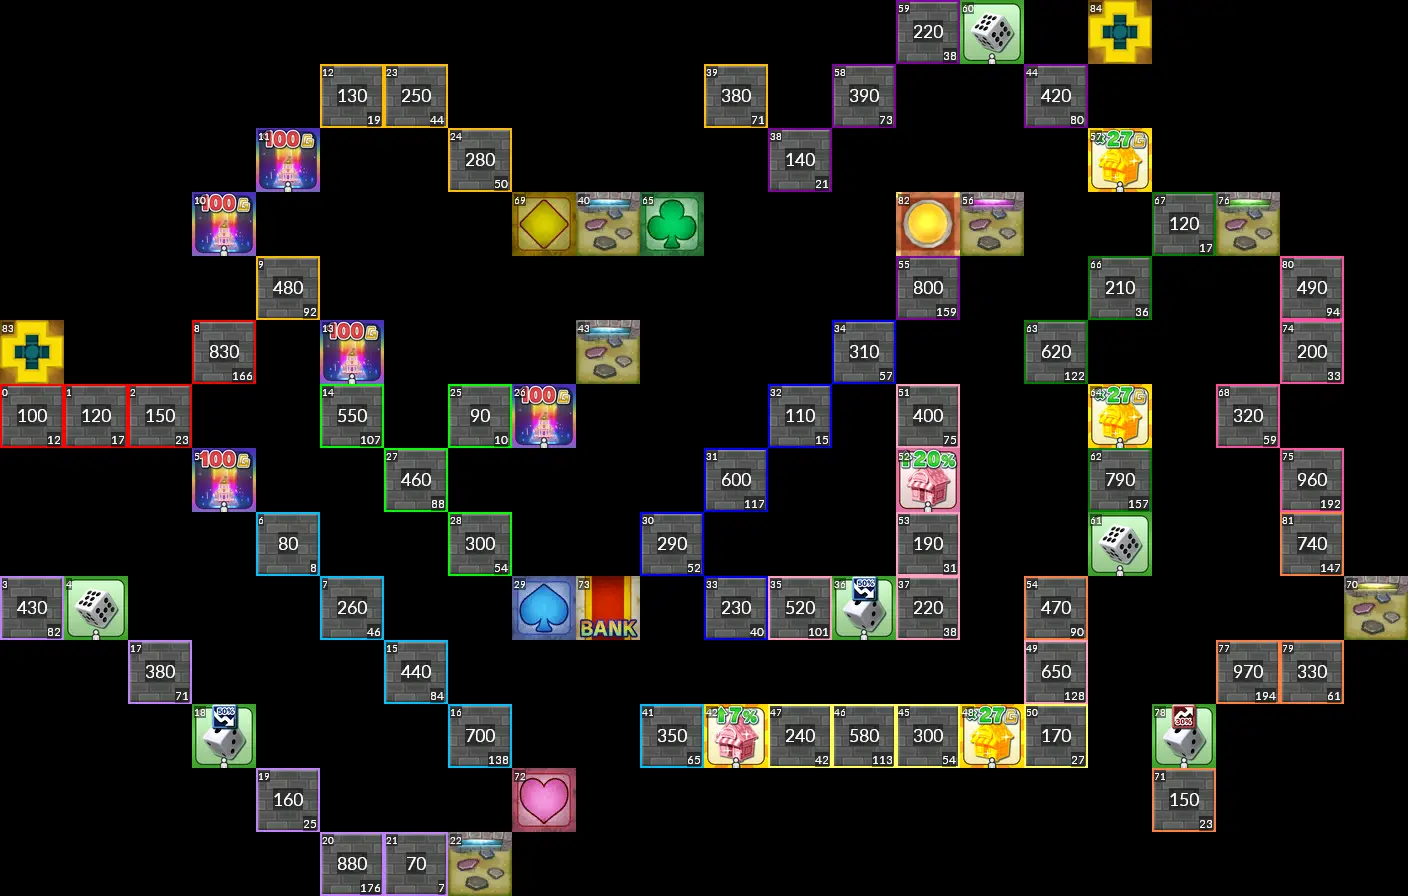 59 220 38 60 84
12 130 19 23 250 44 39 380 71 58 390 73 44 420 80
11 100G 24 280 50 38 140 21 57 27G
10 100G 69 40 65 82 56 67 120 17 76
9 480 92 55 800 159 66 210 36 80 490 94
83 8 830 166 13 100G 43 34 310 57 63 620 122 74 200 33
0 100 12 1 120 17 2 150 23 14 550 107 25 90 10 26 100G 32 110 15 51 400 75 64 27G 68 320 59
5 100G 27 460 88 31 600 117 52 20% 62 790 157 75 960 192
6 80 8 28 300 54 30 290 52 53 190 31 61 81 740 147
3 430 82 4 7 260 46 29 73 BANK 33 230 40 35 520 101 36 50% 37 220 38 54 470 90 70
17 380 71 15 440 84 49 650 128 77 970 194 79 330 61
18 50% 16 700 138 41 350 65 42 7% 47 240 42 46 580 113 45 300 54 48 27G 50 170 27 78 30%
19 160 25 72 71 150 23
20 880 176 21 70 7 22